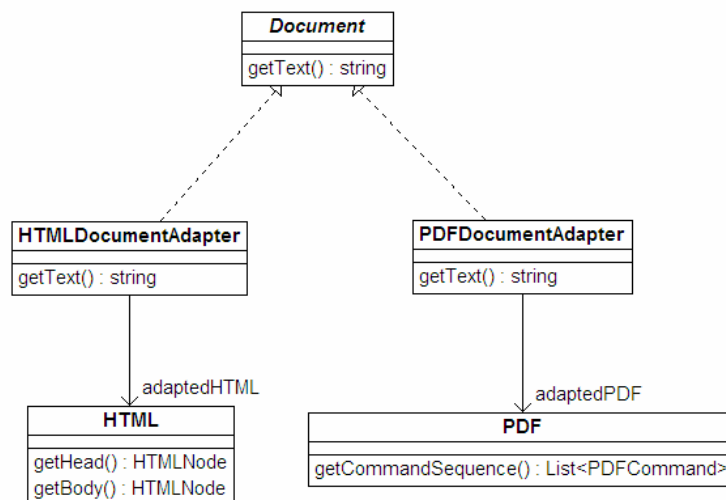 Document
getText() : string
HTMLDocumentAdapter
getText() : string
PDFDocumentAdapter
getText() : string
adaptedHTML
adaptedPDF
HTML
getHead() : HTMLNode
getBody() : HTMLNode
PDF
getCommandSequence() : List<PDFCommand>